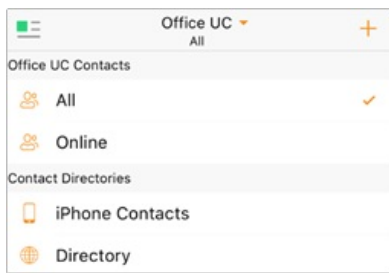 Office UC
All
Office UC Contacts
All
Online
Contact Directories
iPhone Contacts
Directory